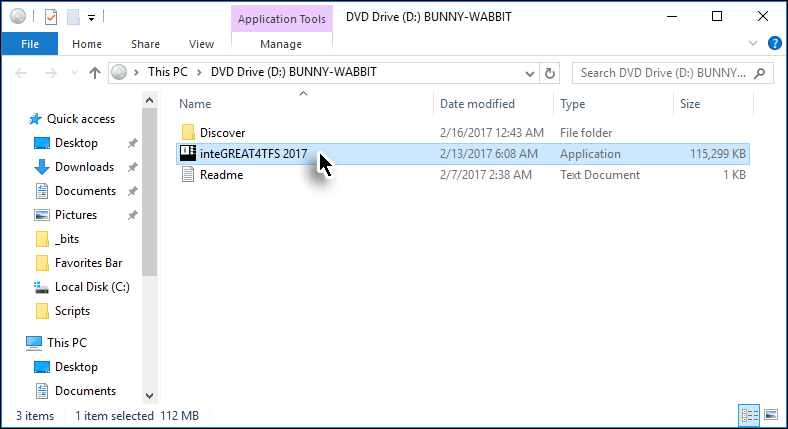 Application Tools
DVD Drive (D:) BUNNY-WABBIT
File Home Share View Manage
This PC DVD Drive (D:) BUNNY-WABBIT
Search DVD Drive (D:) BUNNY...
Name Date modified Type Size
Quick access
Desktop
Downloads
Documents
Pictures
_bits
Favorites Bar
Local Disk (C:)
Scripts
This PC
Desktop
Documents
Discover 2/16/2017 12:43 AM File folder
inteGREAT4TFS 2017 2/13/2017 6:08 AM Application 115,299 KB
Readme 2/7/2017 2:38 AM Text Document 1 KB
3 items 1 item selected 112 MB